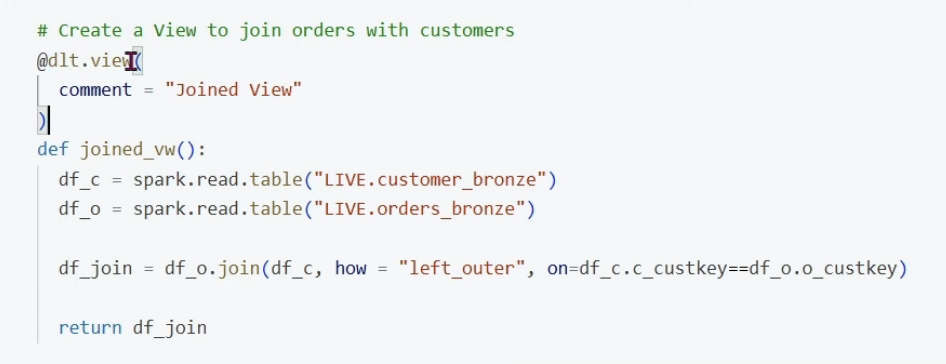 # Create a View to join orders with customers
@dlt.view(
comment = "Joined View"
)
def joined_vw():
df_c = spark.read.table("LIVE.customer_bronze")
df_o = spark.read.table("LIVE.orders_bronze")
df_join = df_o.join(df_c, how = "left_outer", on=df_c.c_custkey==df_o.o_custkey)
return df_join